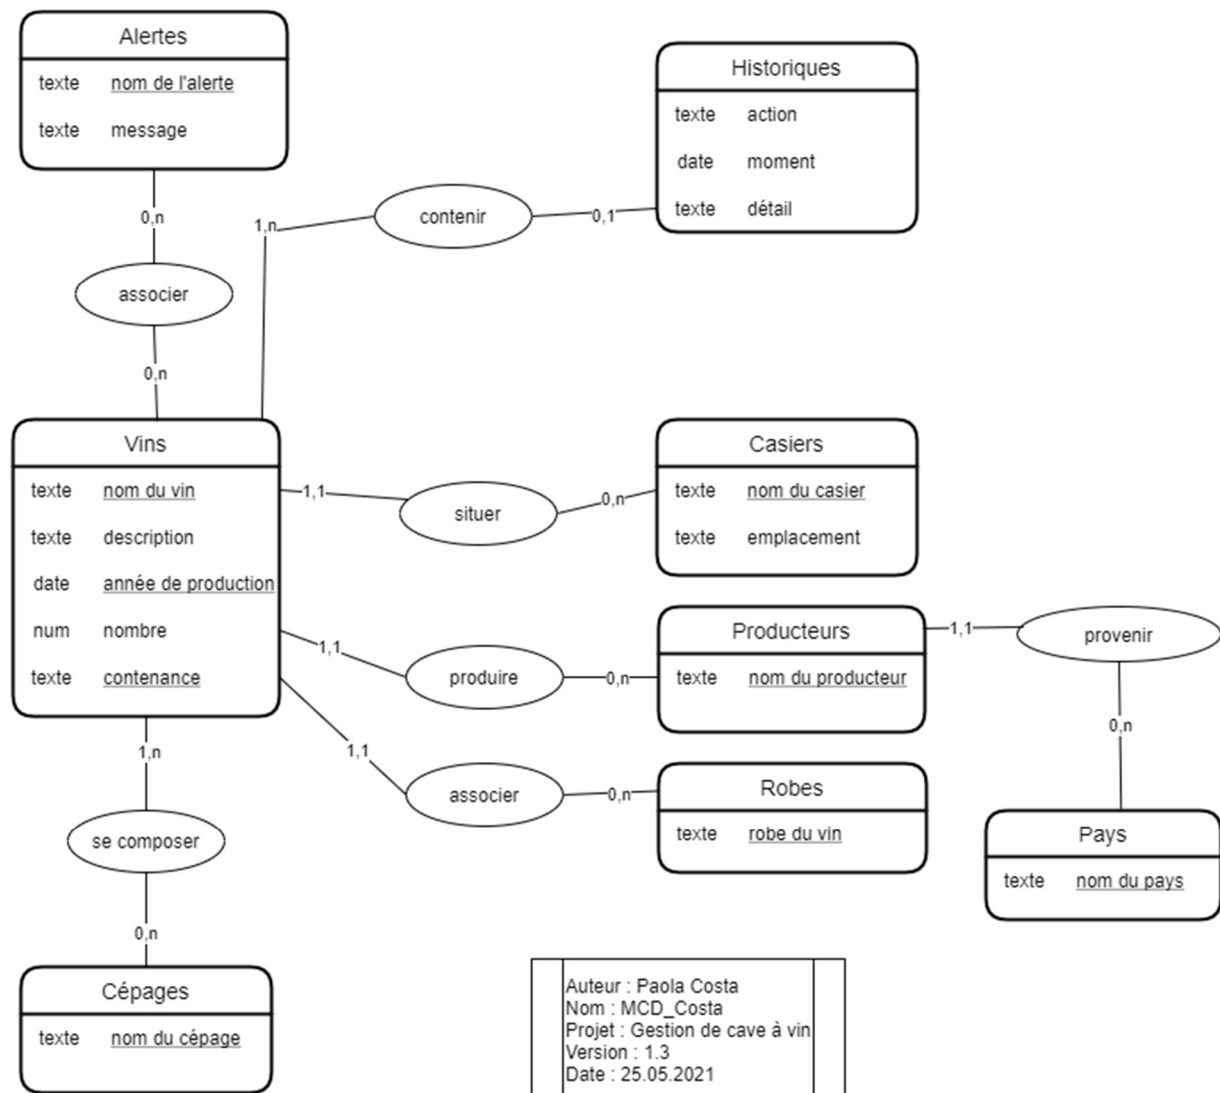 Alertes
texte nom de l'alerte
texte message
Historiques
texte action
date moment
texte détail
0,n
contenir
1,n
0,1
associer
0,n
Vins
texte nom du vin
texte description
date année de production
num nombre
texte contenance
1,1
situer
0,n
Casiers
texte nom du casier
texte emplacement
1,1
produire
0,n
Producteurs
texte nom du producteur
1,1
provenir
0,n
1,1
associer
0,n
Robes
texte robe du vin
Pays
texte nom du pays
1,n
se composer
0,n
Cépages
texte nom du cépage
Auteur : Paola Costa
Nom : MCD_Costa
Projet : Gestion de cave à vin
Version : 1.3
Date : 25.05.2021